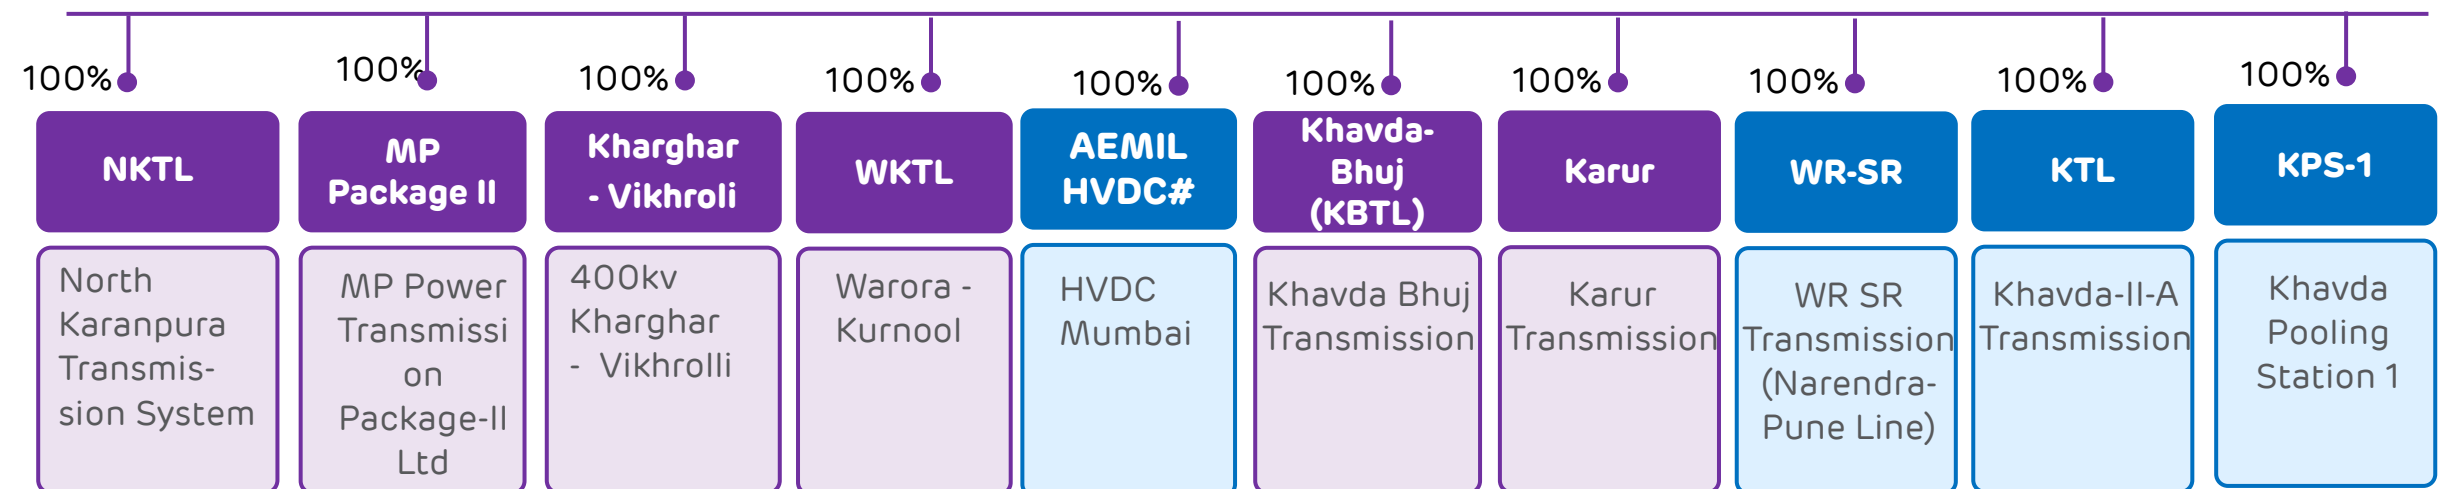 100%
100%
100%
100%
100%
100%
100%
100%
100%
100%
NKTL
MP
Package II
Kharghar
- Vikhroli
WKTL
AEMIL
HVDC#
Khavda-
Bhuj
(KBTL)
Karur
WR-SR
KTL
KPS-1
North
Karanpura
Transmis-
sion System
MP Power
Transmissi
on
Package-II
Ltd
400kv
Kharghar
- Vikhrolli
Warora -
Kurnool
HVDC
Mumbai
Khavda Bhuj
Transmission
Karur
Transmission
WR SR
Transmission
(Narendra-
Pune Line)
Khavda-II-A
Transmission
Khavda
Pooling
Station 1